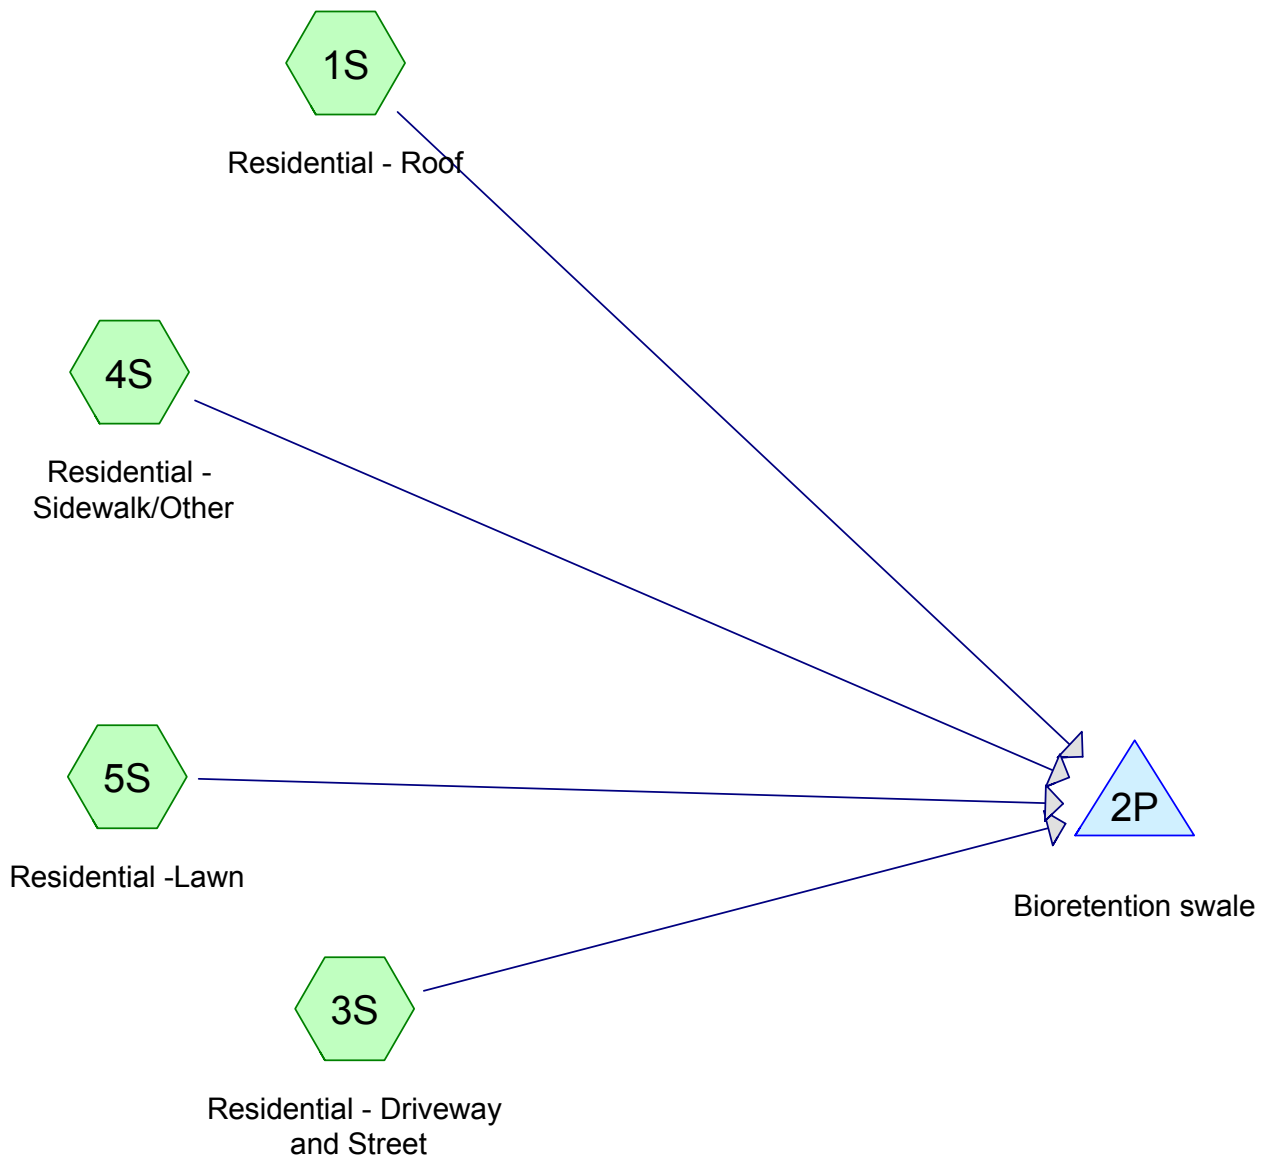 1S
Residential - Roof
4S
Residential -
Sidewalk/Other
5S
Residential -Lawn
2P
Bioretention swale
3S
Residential - Driveway
and Street